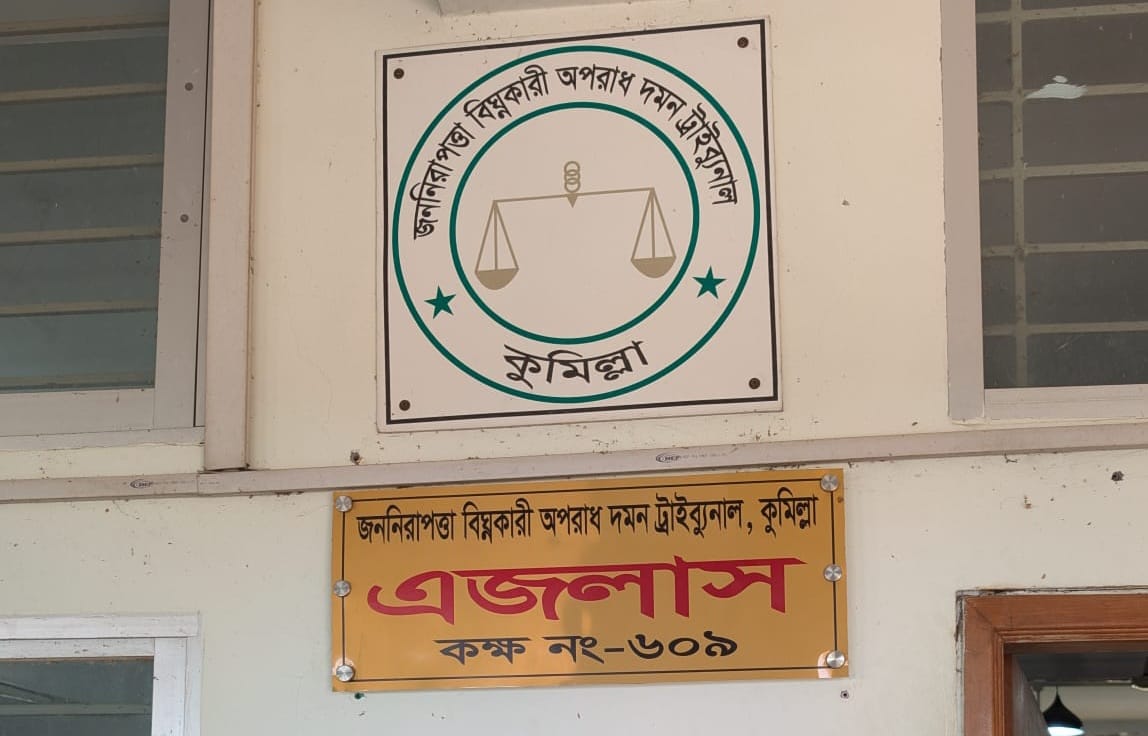 জননিরাপত্তা বিঘ্নকারী অপরাধ দমন ট্রাইব্যুনাল
কুমিল্লা
জননিরাপত্তা বিঘ্নকারী অপরাধ দমন ট্রাইব্যুনাল, কুমিল্লা
এজলাস
কক্ষ নং-৬০৯